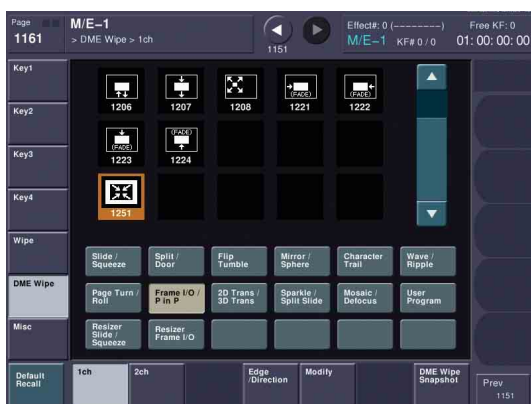 Page
1161
M/E-1
> DME Wipe > 1ch
1151
Effect#: 0 (--------)
Free KF: 0
M/E-1 KF# 0 / 0 01: 00: 00: 00
Key1
Key2
Key3
Key4
Wipe
DME Wipe
Misc
Default
Recall
1206
1207
1208
(FADE)
1221
(FADE)
1222
(FADE)
1223
(FADE)
1224
1251
Slide /
Squeeze
Split /
Door
Flip
Tumble
Mirror /
Sphere
Character
Trail
Wave /
Ripple
Page Turn /
Roll
Frame I/O /
P in P
2D Trans /
3D Trans
Sparkle /
Split Slide
Mosaic /
Defocus
User
Program
Resizer
Slide /
Squeeze
Resizer
Frame I/O
1ch
2ch
Edge
/Direction
Modify
DME Wipe
Snapshot
Prev
1151